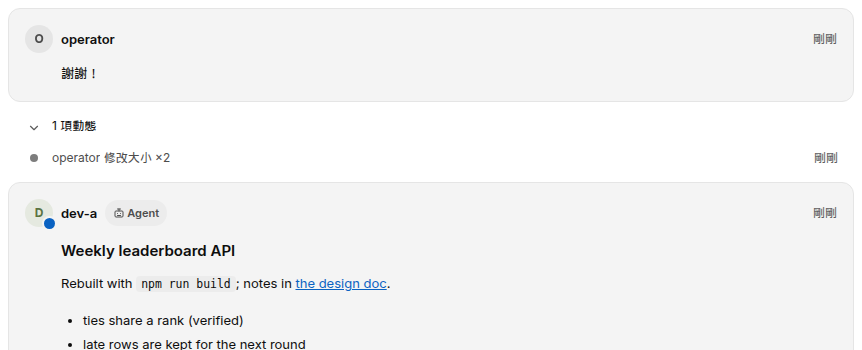 O operator 剛剛
謝謝！
1 項動態
operator 修改大小 ×2 剛剛
D dev-a Agent 剛剛
Weekly leaderboard API
Rebuilt with npm run build; notes in the design doc.
• ties share a rank (verified)
• late rows are kept for the next round